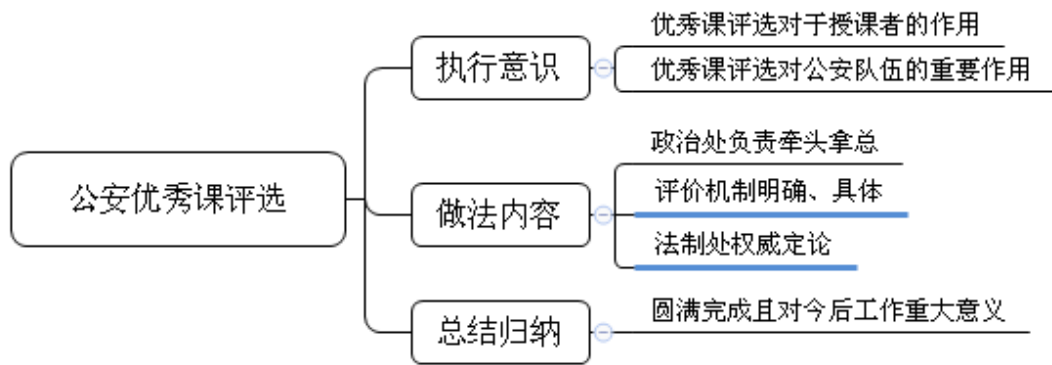 公安优秀课评选
执行意识
优秀课评选对于授课者的作用
优秀课评选对公安队伍的重要作用
做法内容
政治处负责牵头拿总
评价机制明确、具体
法制处权威定论
总结归纳
圆满完成且对今后工作重大意义